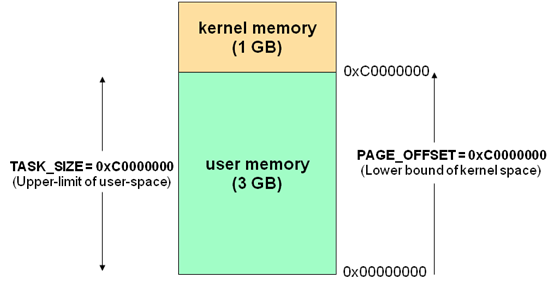 kernel memory
(1 GB)
0xC0000000
TASK_SIZE = 0xC0000000
(Upper-limit of user-space)
user memory
(3 GB)
PAGE_OFFSET = 0xC0000000
(Lower bound of kernel space)
0x00000000